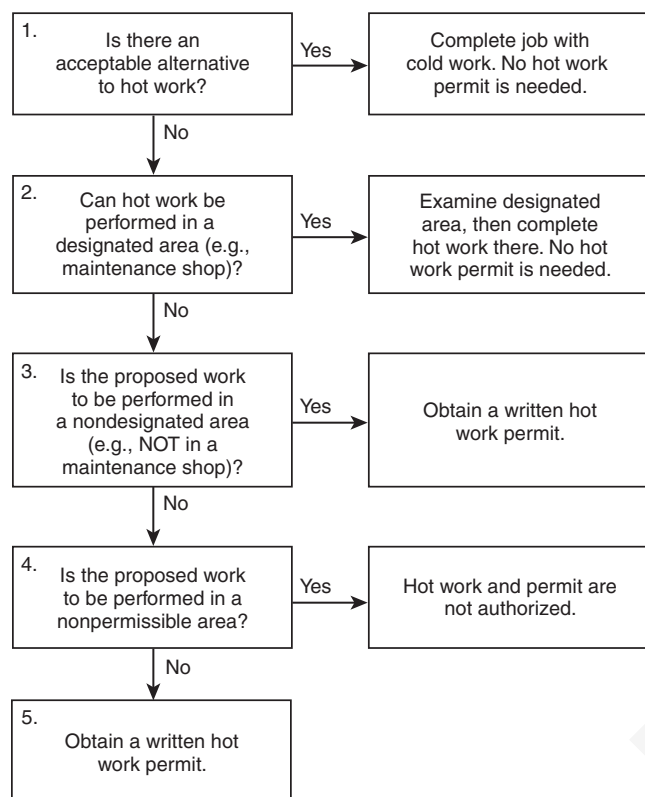 1.
Is there an
acceptable alternative
to hot work?
Yes
Complete job with
cold work. No hot work
permit is needed.
No
2.
Can hot work be
performed in a
designated area (e.g.,
maintenance shop)?
Yes
Examine designated
area, then complete
hot work there. No hot
work permit is needed.
No
3.
Is the proposed work
to be performed in
a nondesignated area
(e.g., NOT in a
maintenance shop)?
Yes
Obtain a written hot
work permit.
No
4.
Is the proposed work
to be performed in a
nonpermissible area?
Yes
Hot work and permit are
not authorized.
No
5.
Obtain a written hot
work permit.